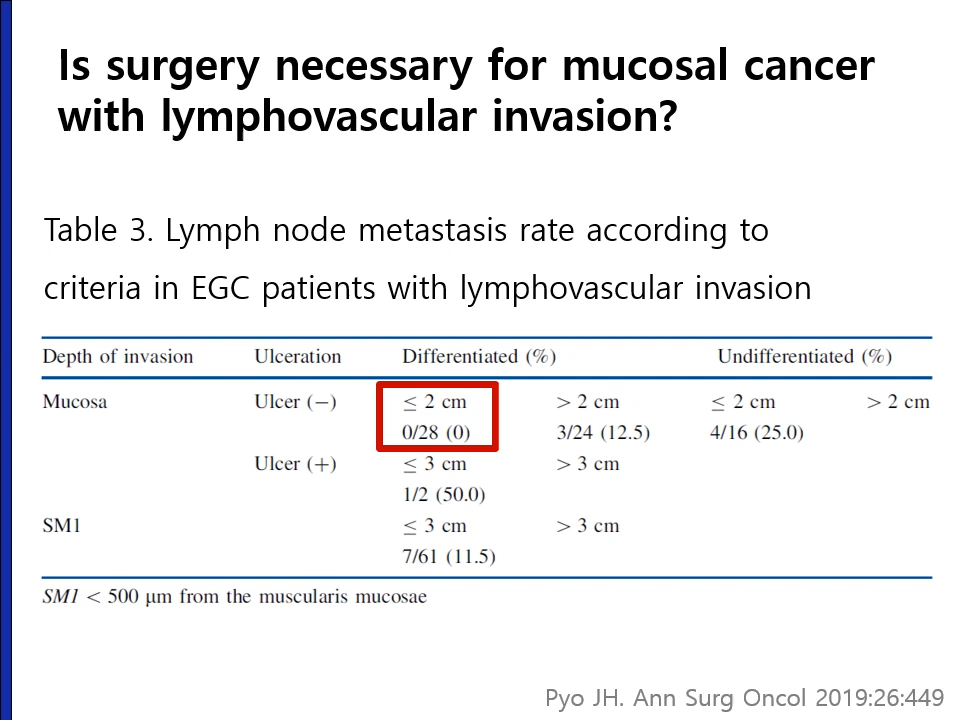 Is surgery necessary for mucosal cancer
with lymphovascular invasion?
Table 3. Lymph node metastasis rate according to
criteria in EGC patients with lymphovascular invasion
Depth of invasion Ulceration Differentiated (%) Undifferentiated (%)
Mucosa Ulcer (−) ≤ 2 cm > 2 cm ≤ 2 cm > 2 cm
0/28 (0) 3/24 (12.5) 4/16 (25.0)
Ulcer (+) ≤ 3 cm > 3 cm
1/2 (50.0)
SM1 ≤ 3 cm > 3 cm
7/61 (11.5)
SM1 < 500 μm from the muscularis mucosae
Pyo JH. Ann Surg Oncol 2019:26:449